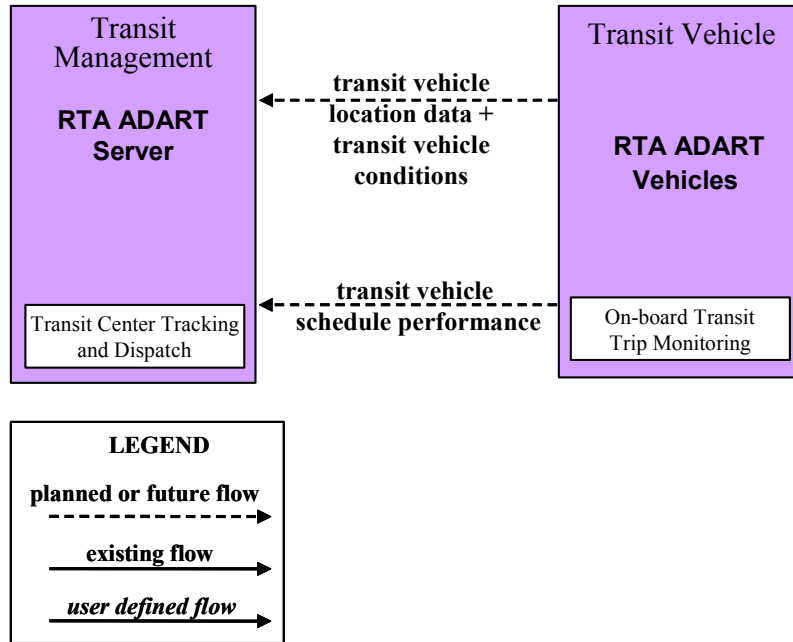 Transit
Management
RTA ADART
Server
Transit Center Tracking
and Dispatch
transit vehicle
location data +
transit vehicle
conditions
transit vehicle
schedule performance
Transit Vehicle
RTA ADART
Vehicles
On-board Transit
Trip Monitoring
LEGEND
planned or future flow
existing flow
user defined flow